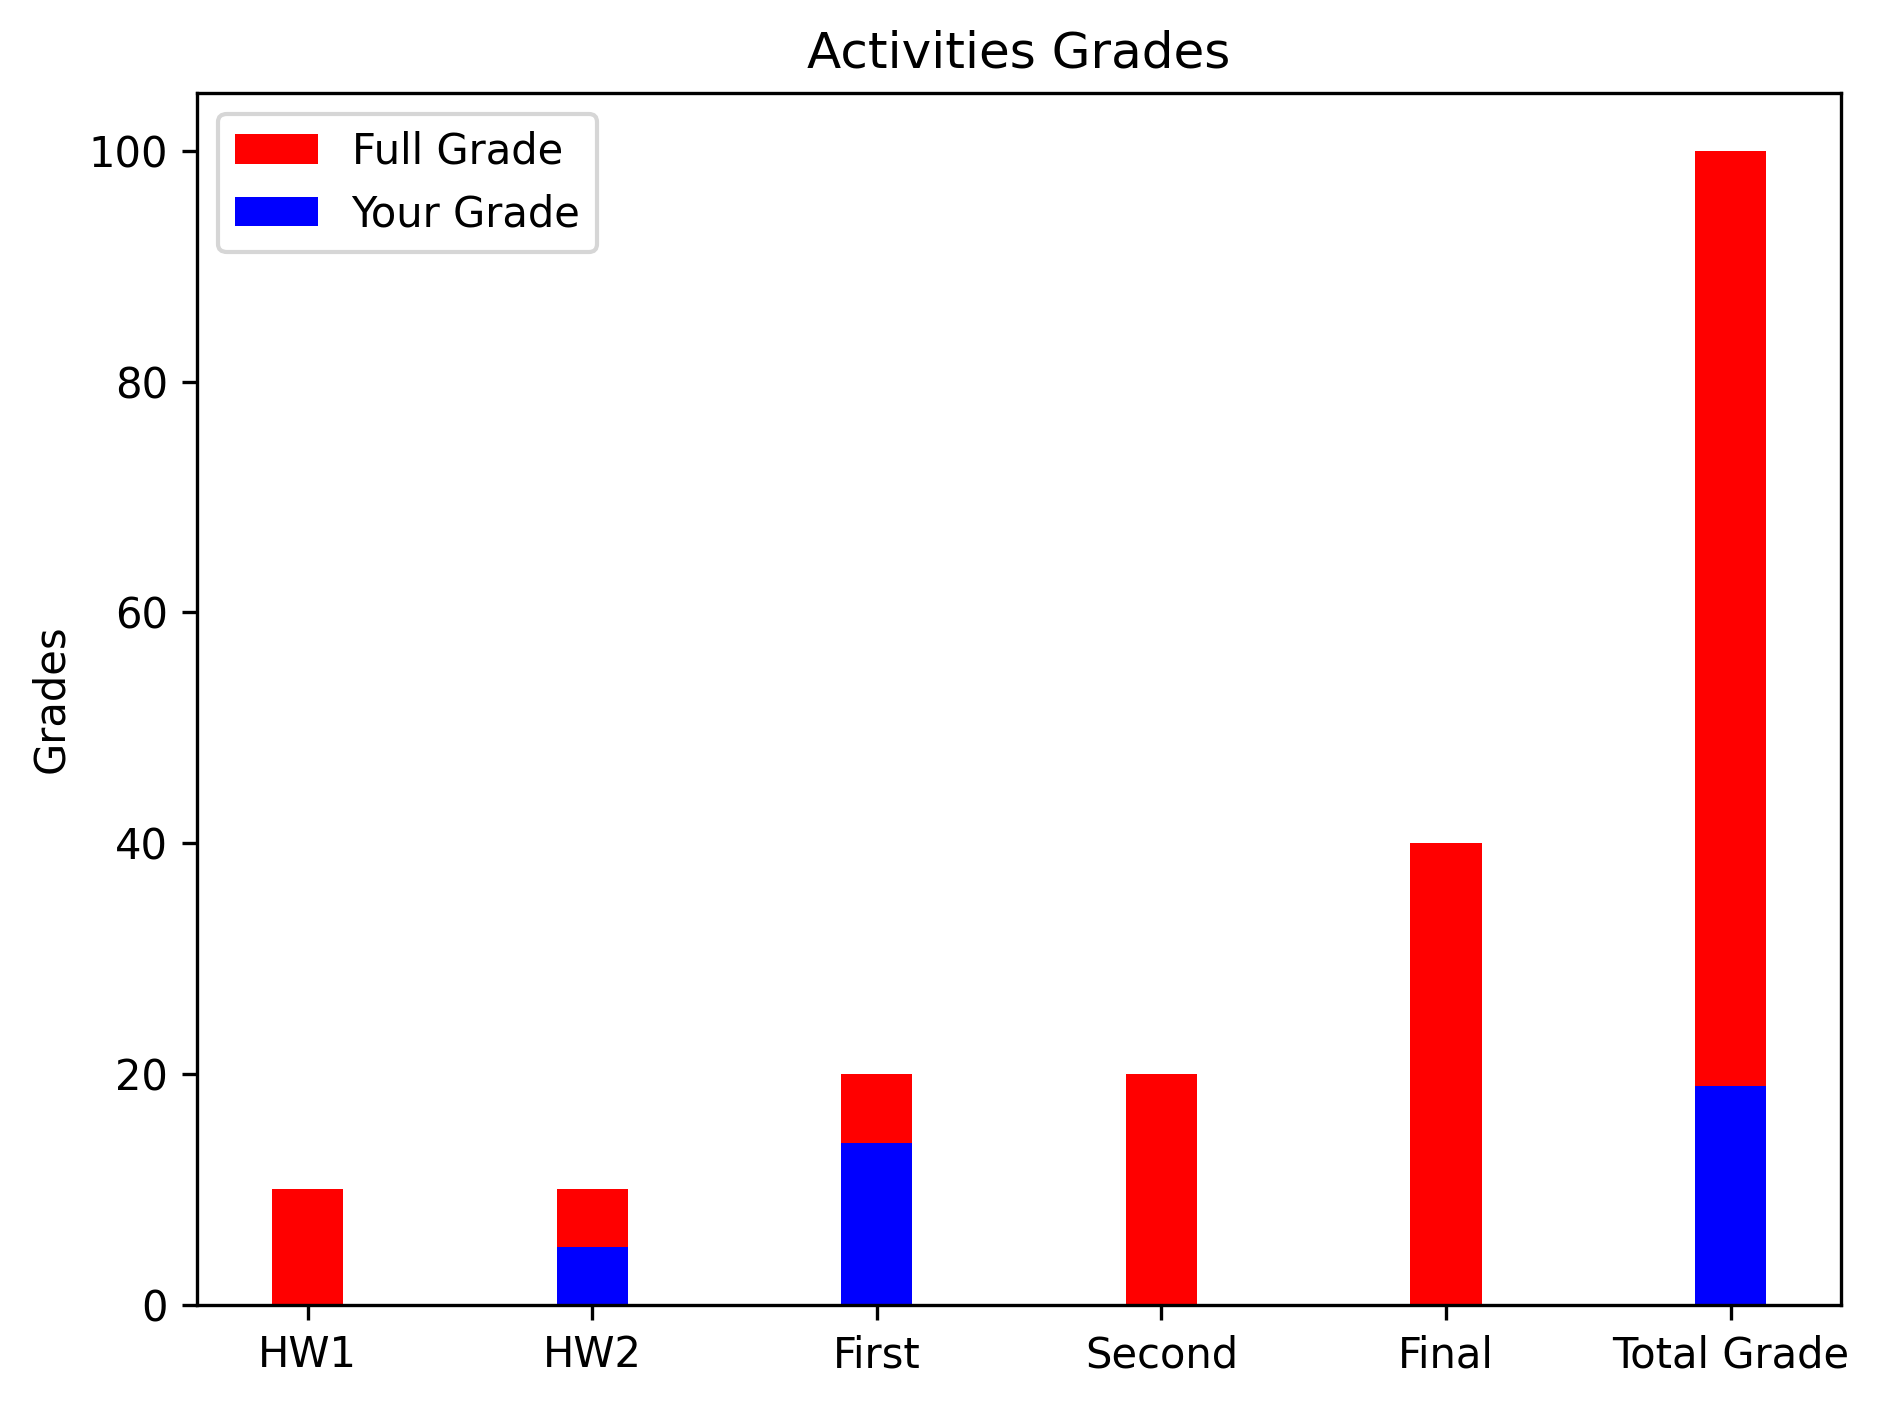 Activities Grades
Full Grade
Your Grade
100
80
60
40
20
0
Grades
HW1 HW2 First Second Final Total Grade